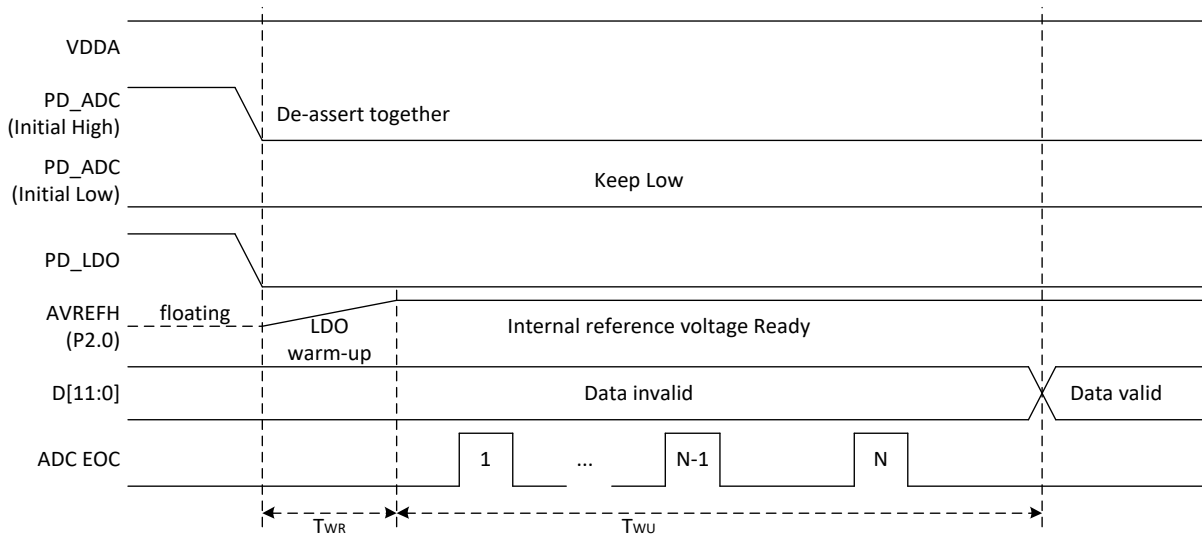 VDDA
PD_ADC
(Initial High)
De-assert together
PD_ADC
(Initial Low)
Keep Low
PD_LDO
AVREFH
(P2.0)
floating
LDO
warm-up
Internal reference voltage Ready
D[11:0]
Data invalid
Data valid
ADC EOC
1
...
N-1
N
TWR
TWU